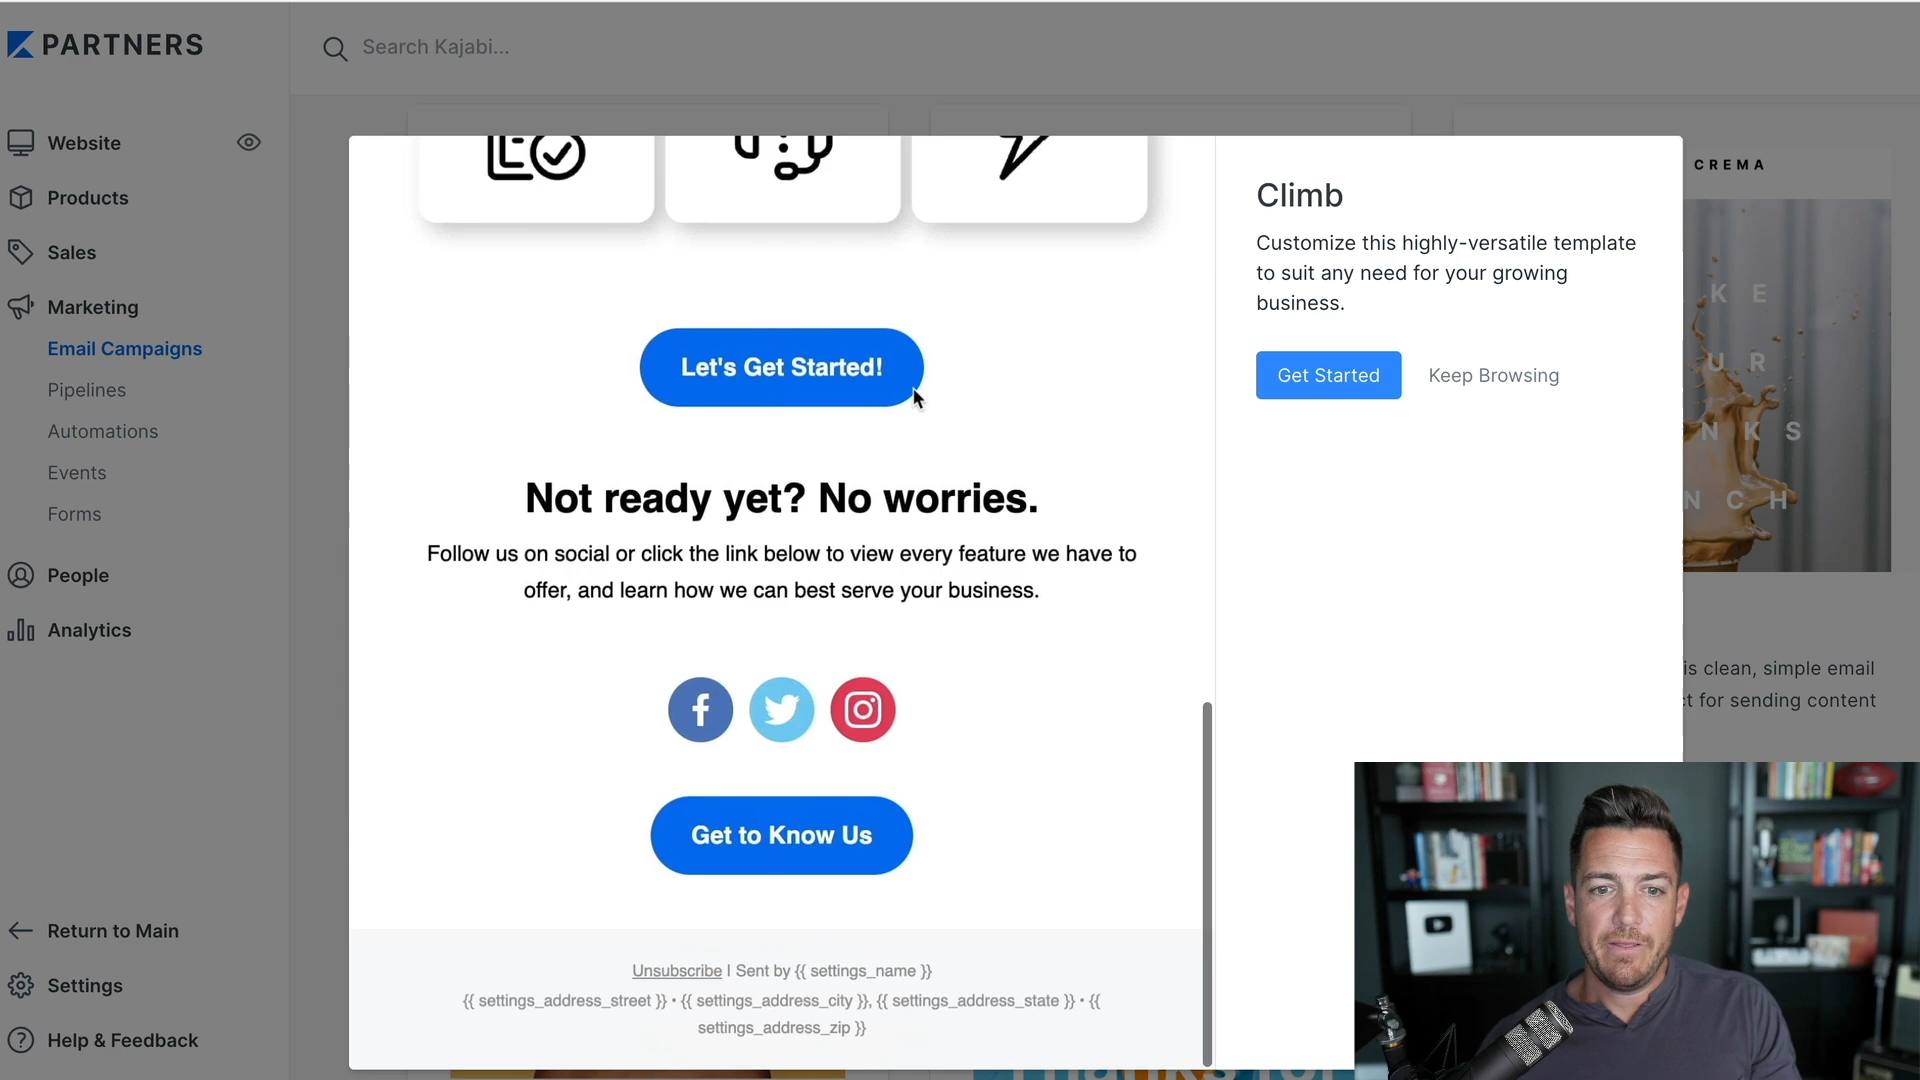 PARTNERS
Search Kajabi...
Website
Products
Sales
Marketing
Email Campaigns
Pipelines
Automations
Events
Forms
People
Analytics
Return to Main
Settings
Help & Feedback
Let's Get Started!
Not ready yet? No worries.
Follow us on social or click the link below to view every feature we have to
offer, and learn how we can best serve your business.
Get to Know Us
Unsubscribe | Sent by {{ settings_name }}
{{ settings_address_street }} • {{ settings_address_city }}, {{ settings_address_state }} • {{
settings_address_zip }}
Climb
Customize this highly-versatile template
to suit any need for your growing
business.
Get Started
Keep Browsing
CREMA
K E
U R
N K S
N C H
is clean, simple email
t for sending content